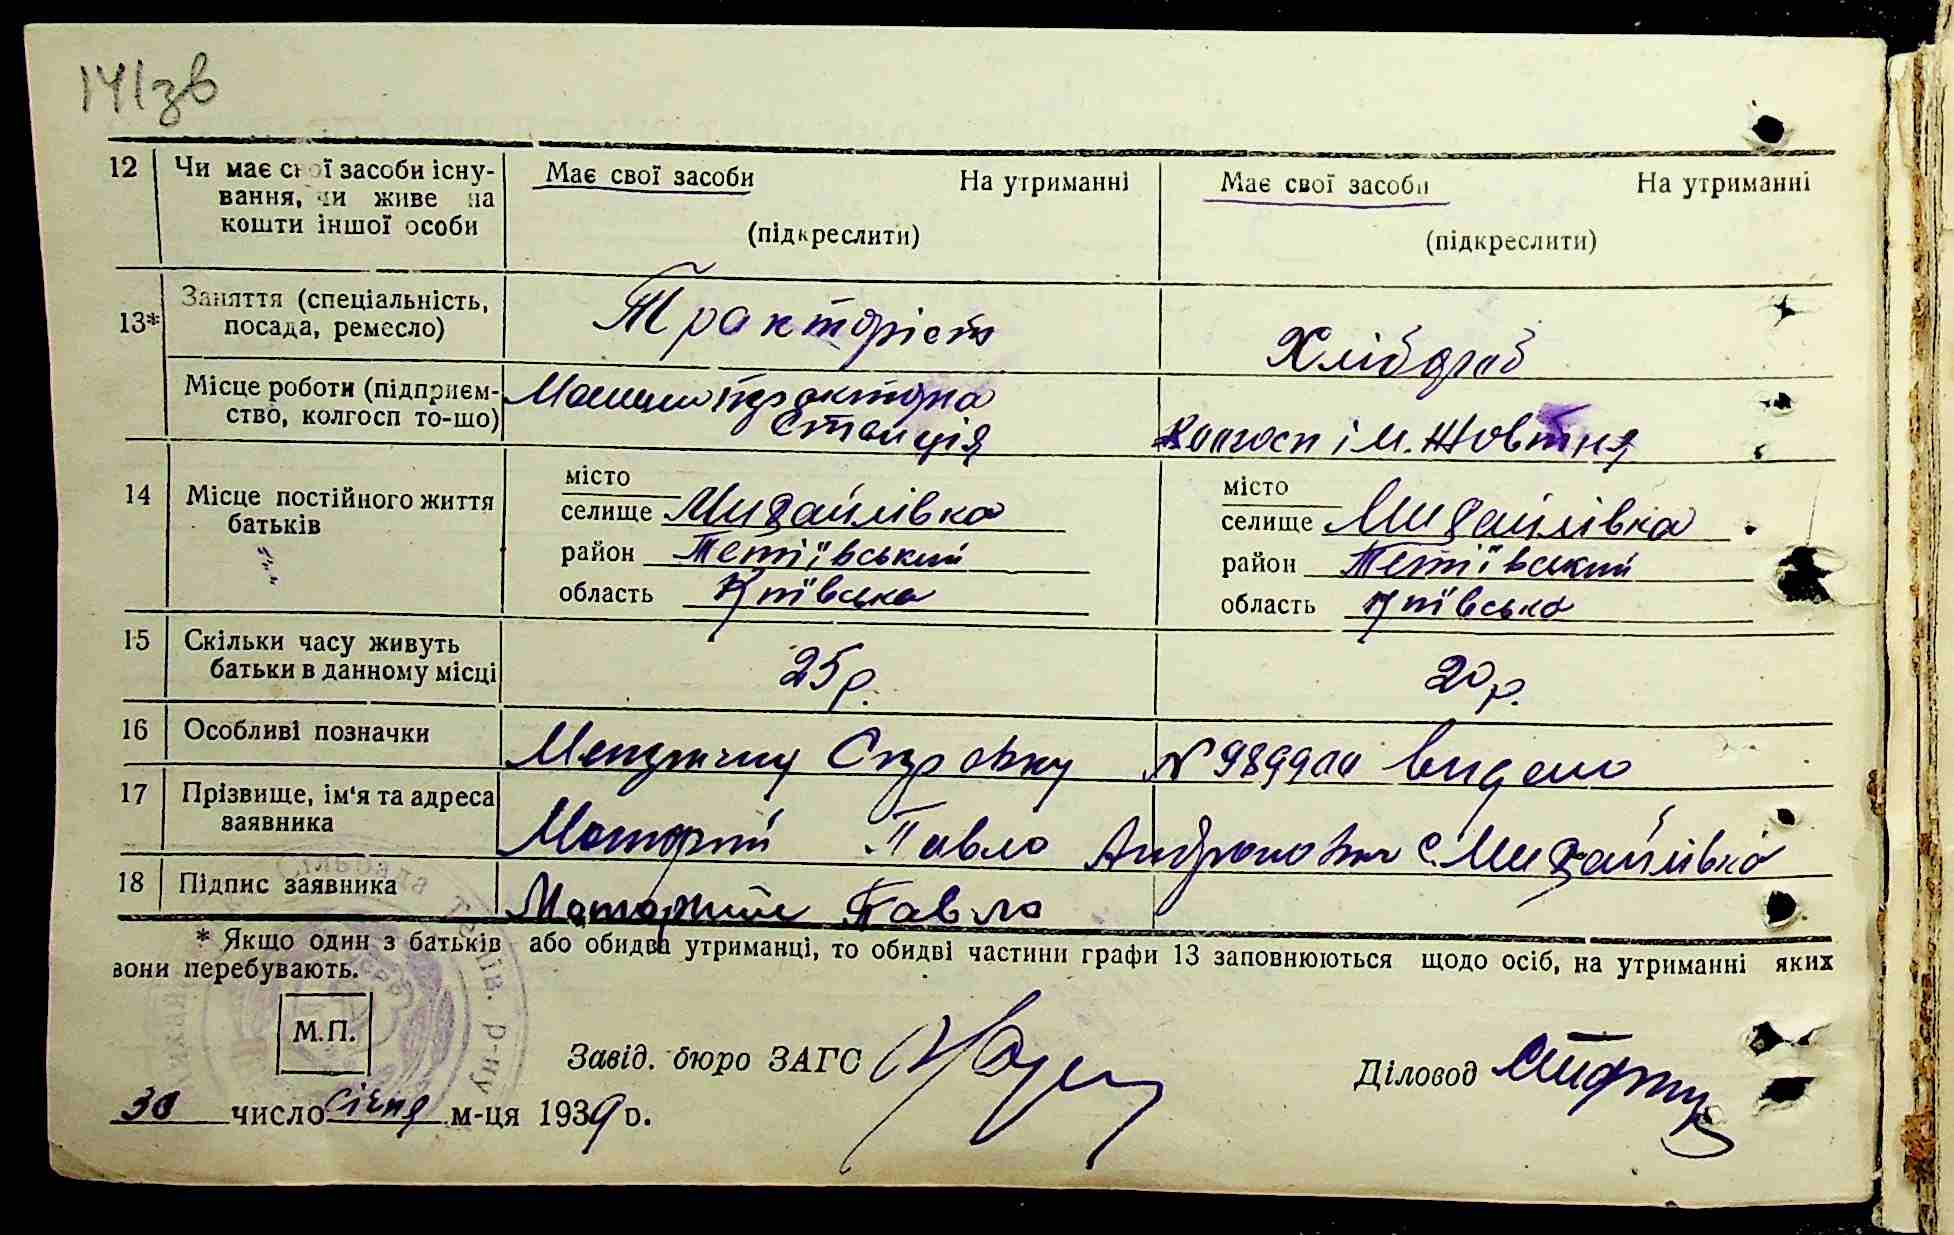 141зв
12 Чи має свої засоби існування, чи живе на кошти іншої особи
Має свої засоби На утриманні
(підкреслити)
Має свої засоби На утриманні
(підкреслити)
13* Заняття (спеціальність, посада, ремесло)
Тракторіст
Хлібороб
Місце роботи (підприємство, колгосп то-що)
Машинотракторна
Станція
Колгосп ім. Жовтня
14 Місце постійного життя батьків
місто
селище Михайлівка
район Тетіївський
область Київська
місто
селище Михайлівка
район Тетіївський
область Київська
15 Скільки часу живуть батьки в данному місці
25 р.
20 р.
16 Особливі позначки
Метричну № видано
17 Прізвище, ім'я та адреса заявника
Моторний Павло Андронович с. Михайлівка
18 Підпис заявника
Моторний Павло
* Якщо один з батьків або обидва утриманці, то обидві частини графи 13 заповнюються щодо осіб, на утриманні яких
вони перебувають.
Сільрада р-ну
М.П.
Завід. бюро ЗАГС
Діловод
30 число січня м-ця 1939 р.